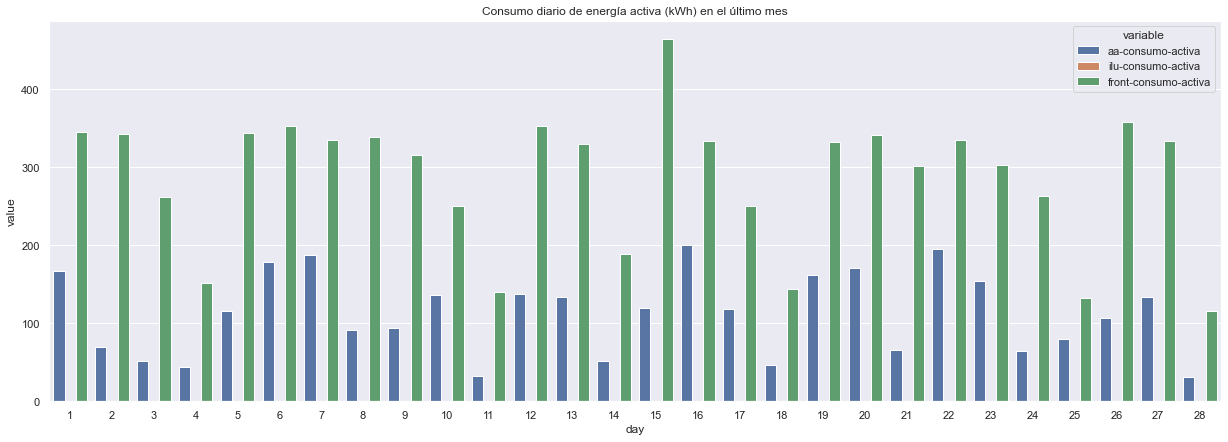 Consumo diario de energía activa (kWh) en el último mes
variable
aa-consumo-activa
ilu-consumo-activa
front-consumo-activa
400
300
200
100
0
value
1 2 3 4 5 6 7 8 9 10 11 12 13 14 15 16 17 18 19 20 21 22 23 24 25 26 27 28
day